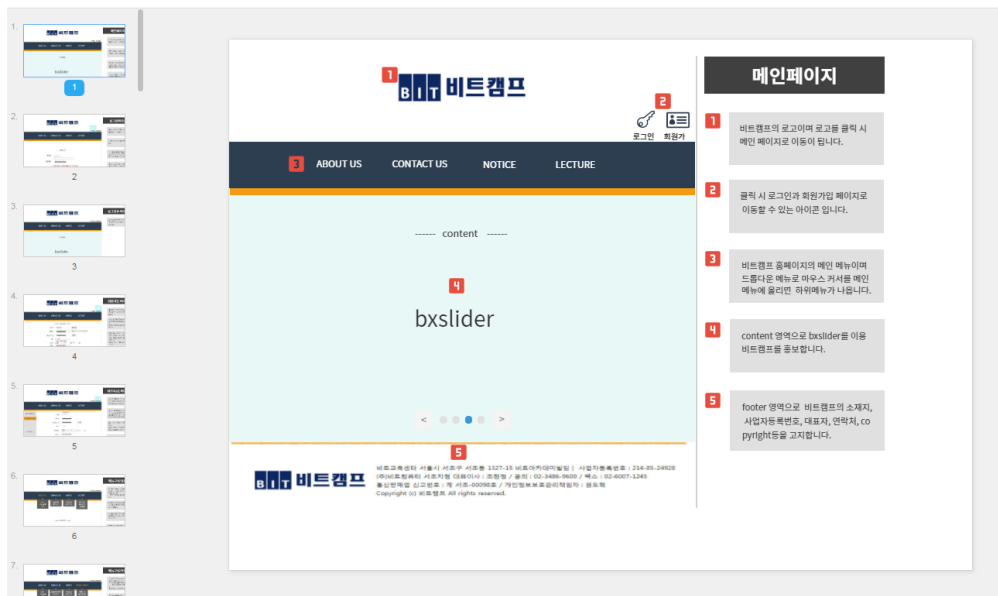 1.
1
2.
2
3.
3
4.
4
5.
5
6.
6
7.
1
BIT 비트캠프
2
로그인 회원가
3 ABOUT US CONTACT US NOTICE LECTURE
------ content ------
4
bxslider
< >
5
BIT 비트캠프
비트교육센타 서울시 서초구 서초동 1327-15 비트아카데미빌딩 | 사업자등록번호 : 214-85-24928
(주)비트컴퓨터 서초지점 대표이사 : 조현정 / 문의 : 02-3486-9600 / 팩스 : 02-6007-1245
통신판매업 신고번호 : 제 서초-00098호 / 개인정보보호관리책임자 :
Copyright (c) 비트캠프 All rights reserved.
메인페이지
1
비트캠프의 로고이며 로고를 클릭 시
메인 페이지로 이동이 됩니다.
2
클릭 시 로그인과 회원가입 페이지로
이동할 수 있는 아이콘 입니다.
3
비트캠프 홈페이지의 메인 메뉴이며
드롭다운 메뉴로 마우스 커서를 메인
메뉴에 올리면 하위메뉴가 나옵니다.
4
content 영역으로 bxslider를 이용
비트캠프를 홍보합니다.
5
footer 영역으로 비트캠프의 소재지,
사업자등록번호, 대표자, 연락처, co
pyright등을 고지합니다.